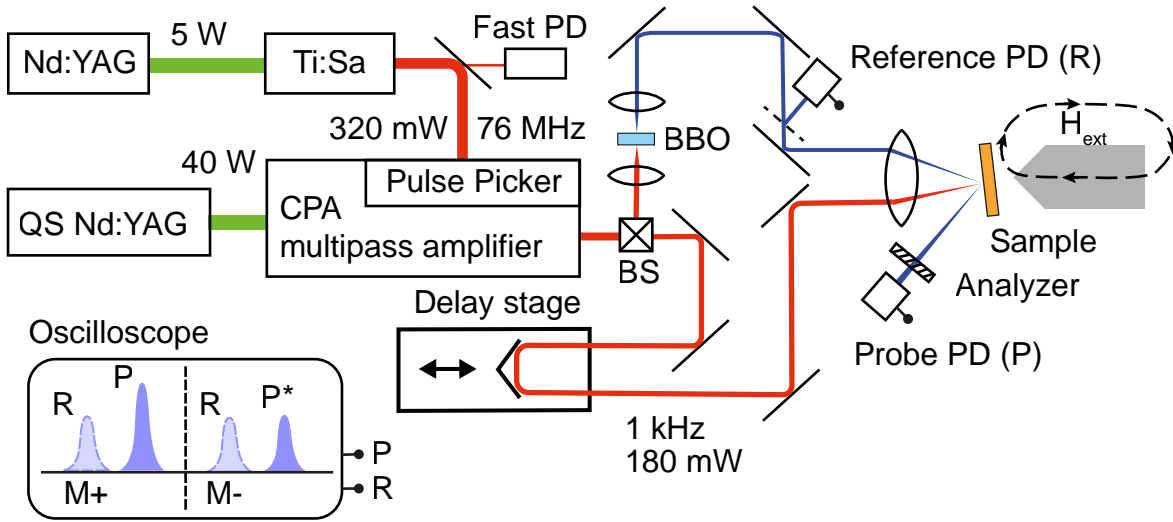 5 W
Nd:YAG
Ti:Sa
Fast PD
Reference PD (R)
320 mW
76 MHz
BBO
H_ext
40 W
Pulse Picker
QS Nd:YAG
CPA
multipass amplifier
BS
Sample
Analyzer
Delay stage
Probe PD (P)
Oscilloscope
P
R
R
P*
M+
M-
P
R
1 kHz
180 mW